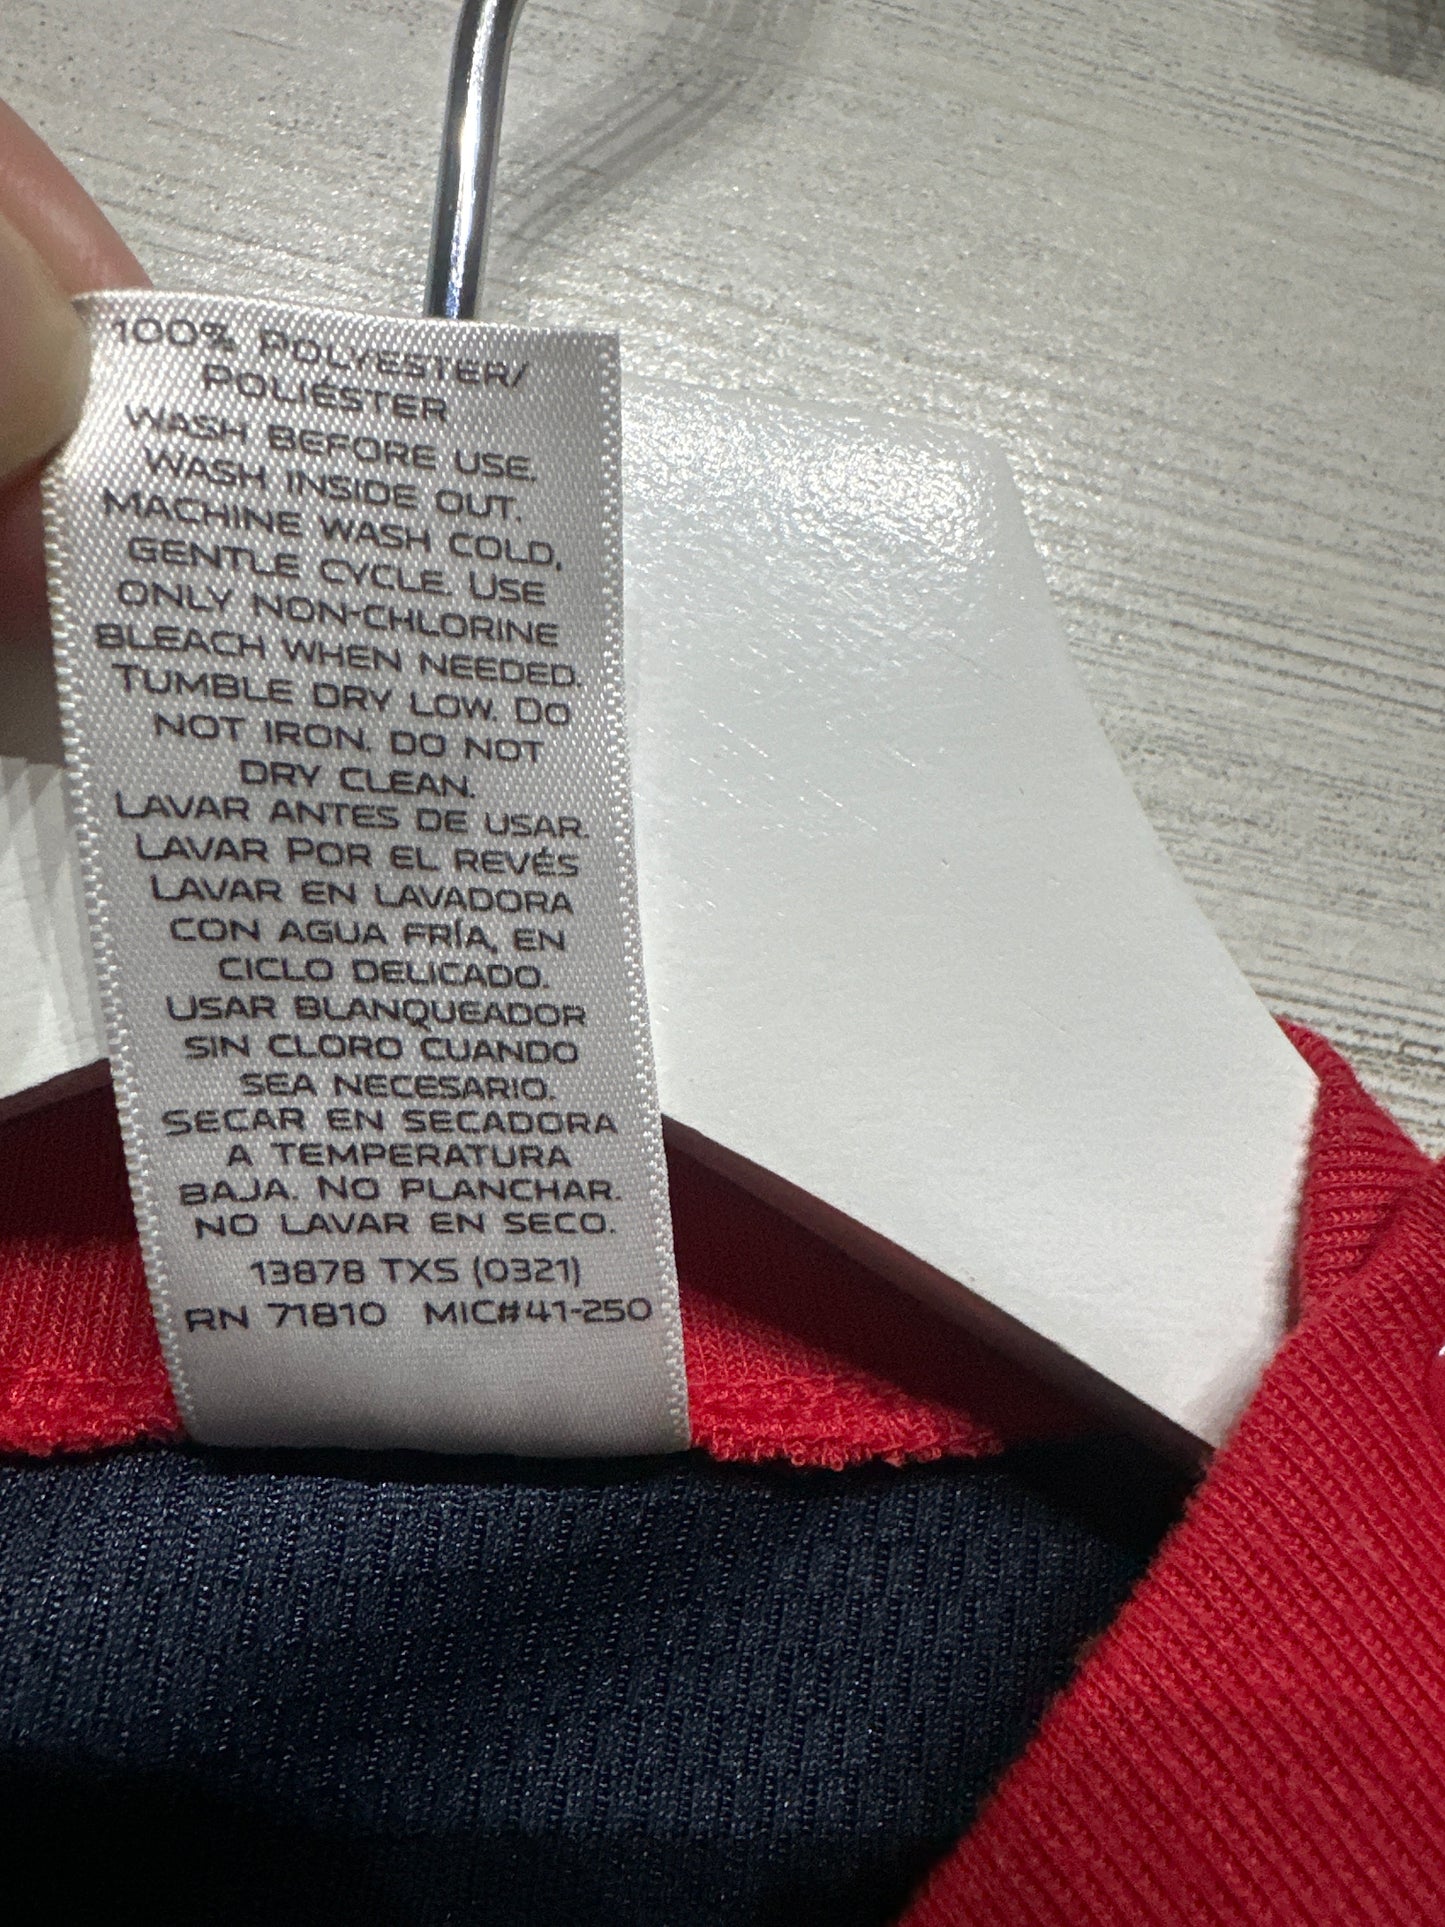 100% POLYESTER/
POLIÉSTER
WASH BEFORE USE.
WASH INSIDE OUT.
MACHINE WASH COLD,
GENTLE CYCLE. USE
ONLY NON-CHLORINE
BLEACH WHEN NEEDED.
TUMBLE DRY LOW. DO
NOT IRON. DO NOT
DRY CLEAN.
LAVAR ANTES DE USAR.
LAVAR POR EL REVÉS
LAVAR EN LAVADORA
CON AGUA FRÍA, EN
CICLO DELICADO.
USAR BLANQUEADOR
SIN CLORO CUANDO
SEA NECESARIO.
SECAR EN SECADORA
A TEMPERATURA
BAJA. NO PLANCHAR.
NO LAVAR EN SECO.
13878 TXS (0321)
RN 71810 MIC#41-250